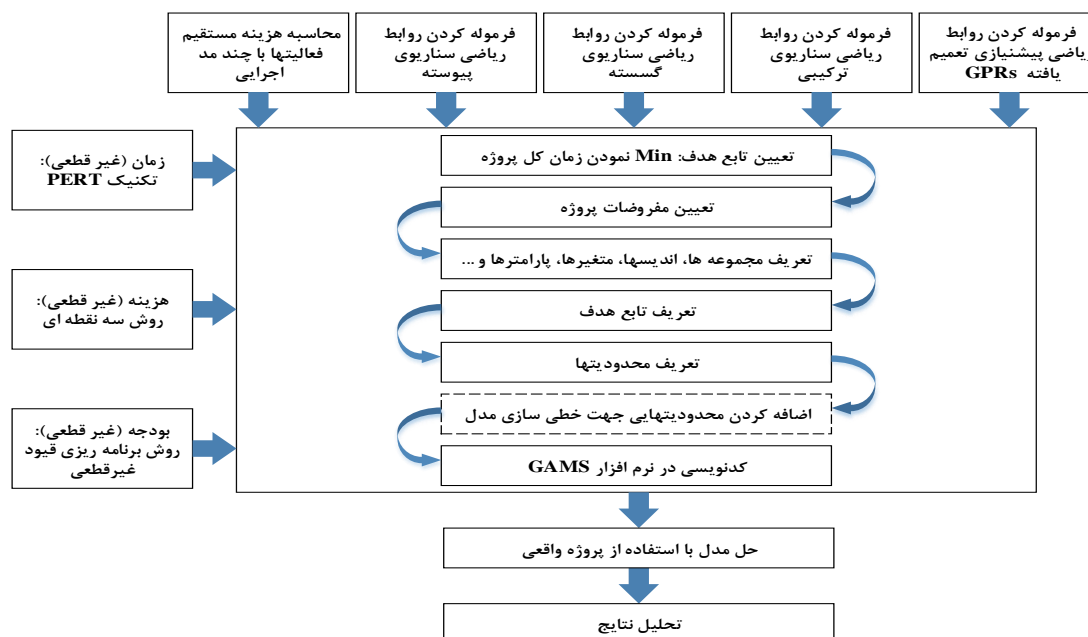 فرموله کردن روابط
ریاضی پیشنیازی تعمیم
یافته GPRs
فرموله کردن روابط
ریاضی سناریوی
ترکیبی
فرموله کردن روابط
ریاضی سناریوی
گسسته
فرموله کردن روابط
ریاضی سناریوی
پیوسته
محاسبه هزینه مستقیم
فعالیتها با چند مد
اجرایی
زمان (غیر قطعی):
تکنیک PERT
هزینه (غیر قطعی):
روش سه نقطه ای
بودجه (غیر قطعی):
روش برنامه ریزی قیود
غیرقطعی
تعیین تابع هدف: Min نمودن زمان کل پروژه
تعیین مفروضات پروژه
تعریف مجموعه ها، اندیسها، متغیرها، پارامترها و ...
تعریف تابع هدف
تعریف محدودیتها
اضافه کردن محدودیتهایی جهت خطی سازی مدل
کدنویسی در نرم افزار GAMS
حل مدل با استفاده از پروژه واقعی
تحلیل نتایج